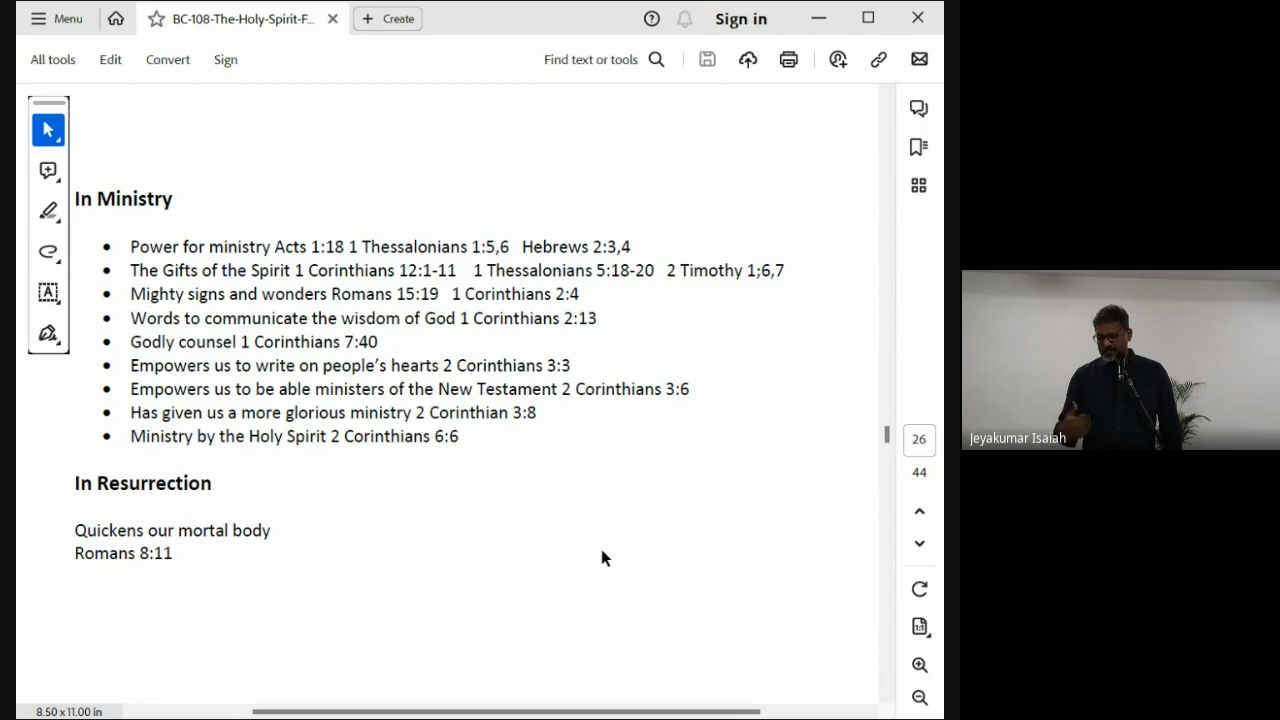 Menu
BC-108-The-Holy-Spirit-F...
Create
Sign in
All tools
Edit
Convert
Sign
Find text or tools
In Ministry
• Power for ministry Acts 1:18 1 Thessalonians 1:5,6 Hebrews 2:3,4
• The Gifts of the Spirit 1 Corinthians 12:1-11 1 Thessalonians 5:18-20 2 Timothy 1;6,7
• Mighty signs and wonders Romans 15:19 1 Corinthians 2:4
• Words to communicate the wisdom of God 1 Corinthians 2:13
• Godly counsel 1 Corinthians 7:40
• Empowers us to write on people's hearts 2 Corinthians 3:3
• Empowers us to be able ministers of the New Testament 2 Corinthians 3:6
• Has given us a more glorious ministry 2 Corinthian 3:8
• Ministry by the Holy Spirit 2 Corinthians 6:6
In Resurrection
Quickens our mortal body
Romans 8:11
26
44
1:1
8.50 x 11.00 in
Jeyakumar Isaiah